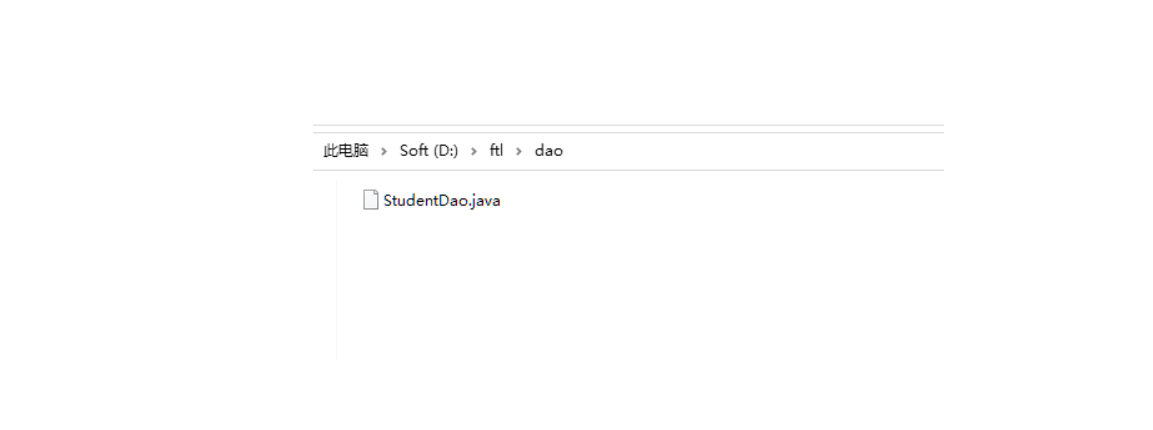 此电脑 › Soft (D:) › ftl › dao
StudentDao.java